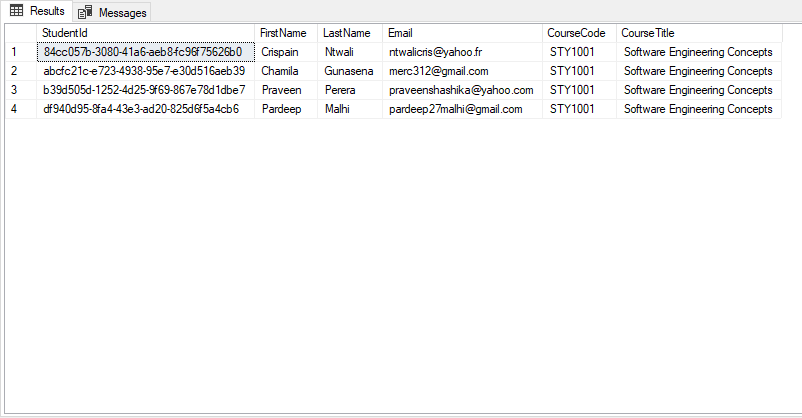 Results Messages
StudentId FirstName LastName Email CourseCode CourseTitle
1 84cc057b-3080-41a6-aeb8-fc96f75626b0 Crispain Ntwali ntwalicris@yahoo.fr STY1001 Software Engineering Concepts
2 abcfc21c-e723-4938-95e7-e30d516aeb39 Chamila Gunasena merc312@gmail.com STY1001 Software Engineering Concepts
3 b39d505d-1252-4d25-9f69-867e78d1dbe7 Praveen Perera praveenshashika@yahoo.com STY1001 Software Engineering Concepts
4 df940d95-8fa4-43e3-ad20-825d6f5a4cb6 Pardeep Malhi pardeep27malhi@gmail.com STY1001 Software Engineering Concepts